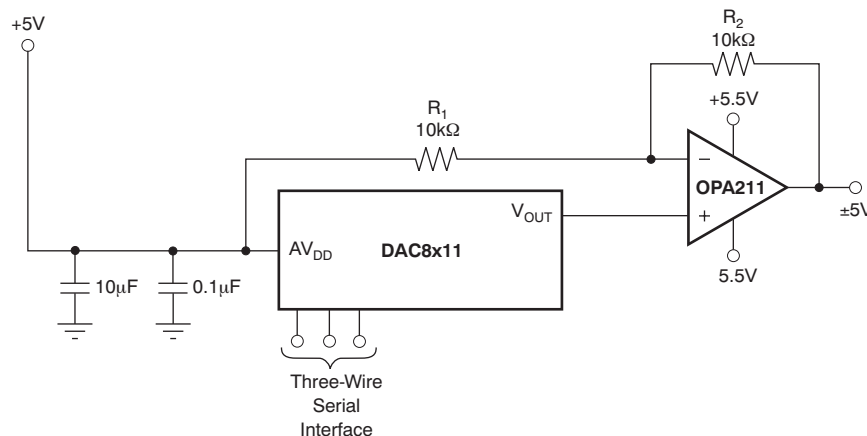 +5V
R2
10kΩ
+5.5V
R1
10kΩ
−
OPA211
±5V
VOUT
+
AVDD
DAC8x11
5.5V
10μF
0.1μF
Three-Wire
Serial
Interface